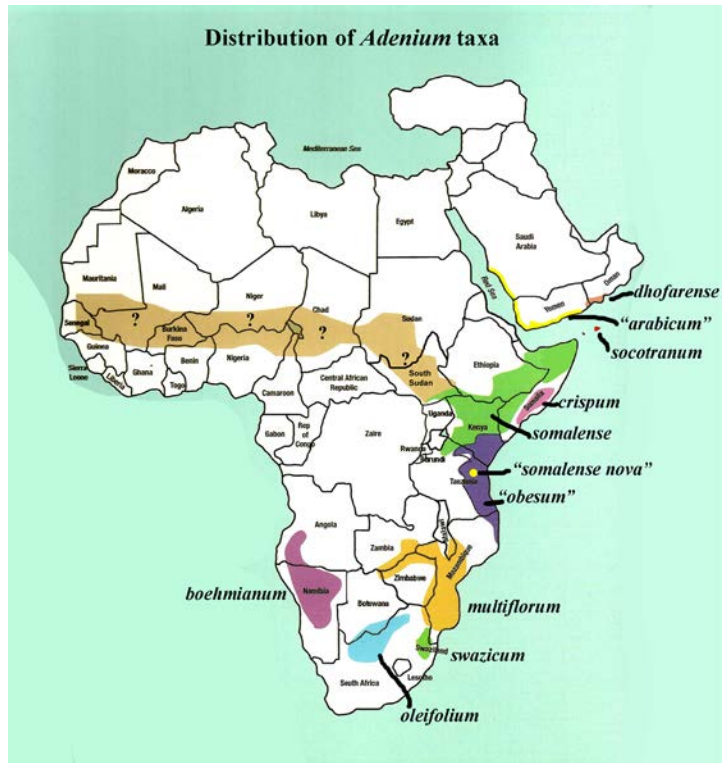 Distribution of Adenium taxa
Mediterranean Sea
Morocco
Algeria
Libya
Egypt
Saudi
Arabia
Red Sea
Oman
Yemen
dhofarense
"arabicum"
socotranum
Mauritania
Mali
Niger
Chad
Sudan
?
?
?
?
Senegal
Burkina
Faso
Guinea
Sierra
Leone
Liberia
Ghana
Togo
Benin
Nigeria
Camaroon
Central African
Republic
South
Sudan
Ethiopia
Somalia
crispum
somalense
Uganda
Kenya
Gabon
Rep
of
Congo
Zaire
Rwanda
Burundi
Tanzania
"somalense nova"
"obesum"
Angola
Zambia
Malawi
Mozambique
Zimbabwe
Namibia
Botswana
boehmianum
multiflorum
Swaziland
swazicum
South Africa
Lesotho
oleifolium